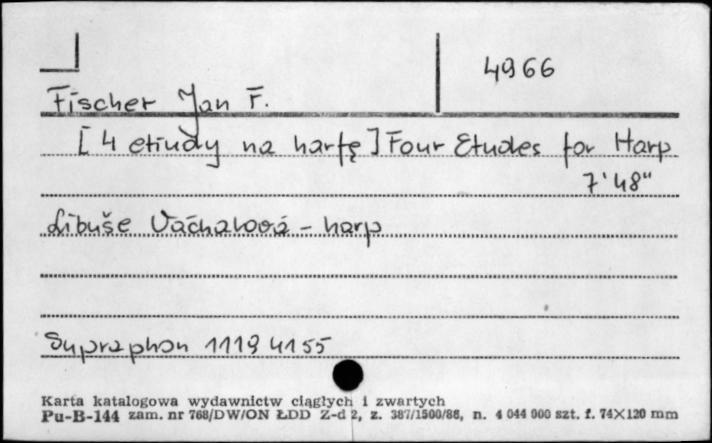 4966
Fischer Jan F.
[4 etiudy na harfę] Four Etudes for Harp
7'48"
Libuše Váchalová - harp
Supraphon 1119 4155
Karta katalogowa wydawnictw ciągłych i zwartych
Pu-B-144 zam. nr 768/DW/ON ŁDD Z-d 2, z. 387/1500/86, n. 4 044 000 szt. f. 74×120 mm